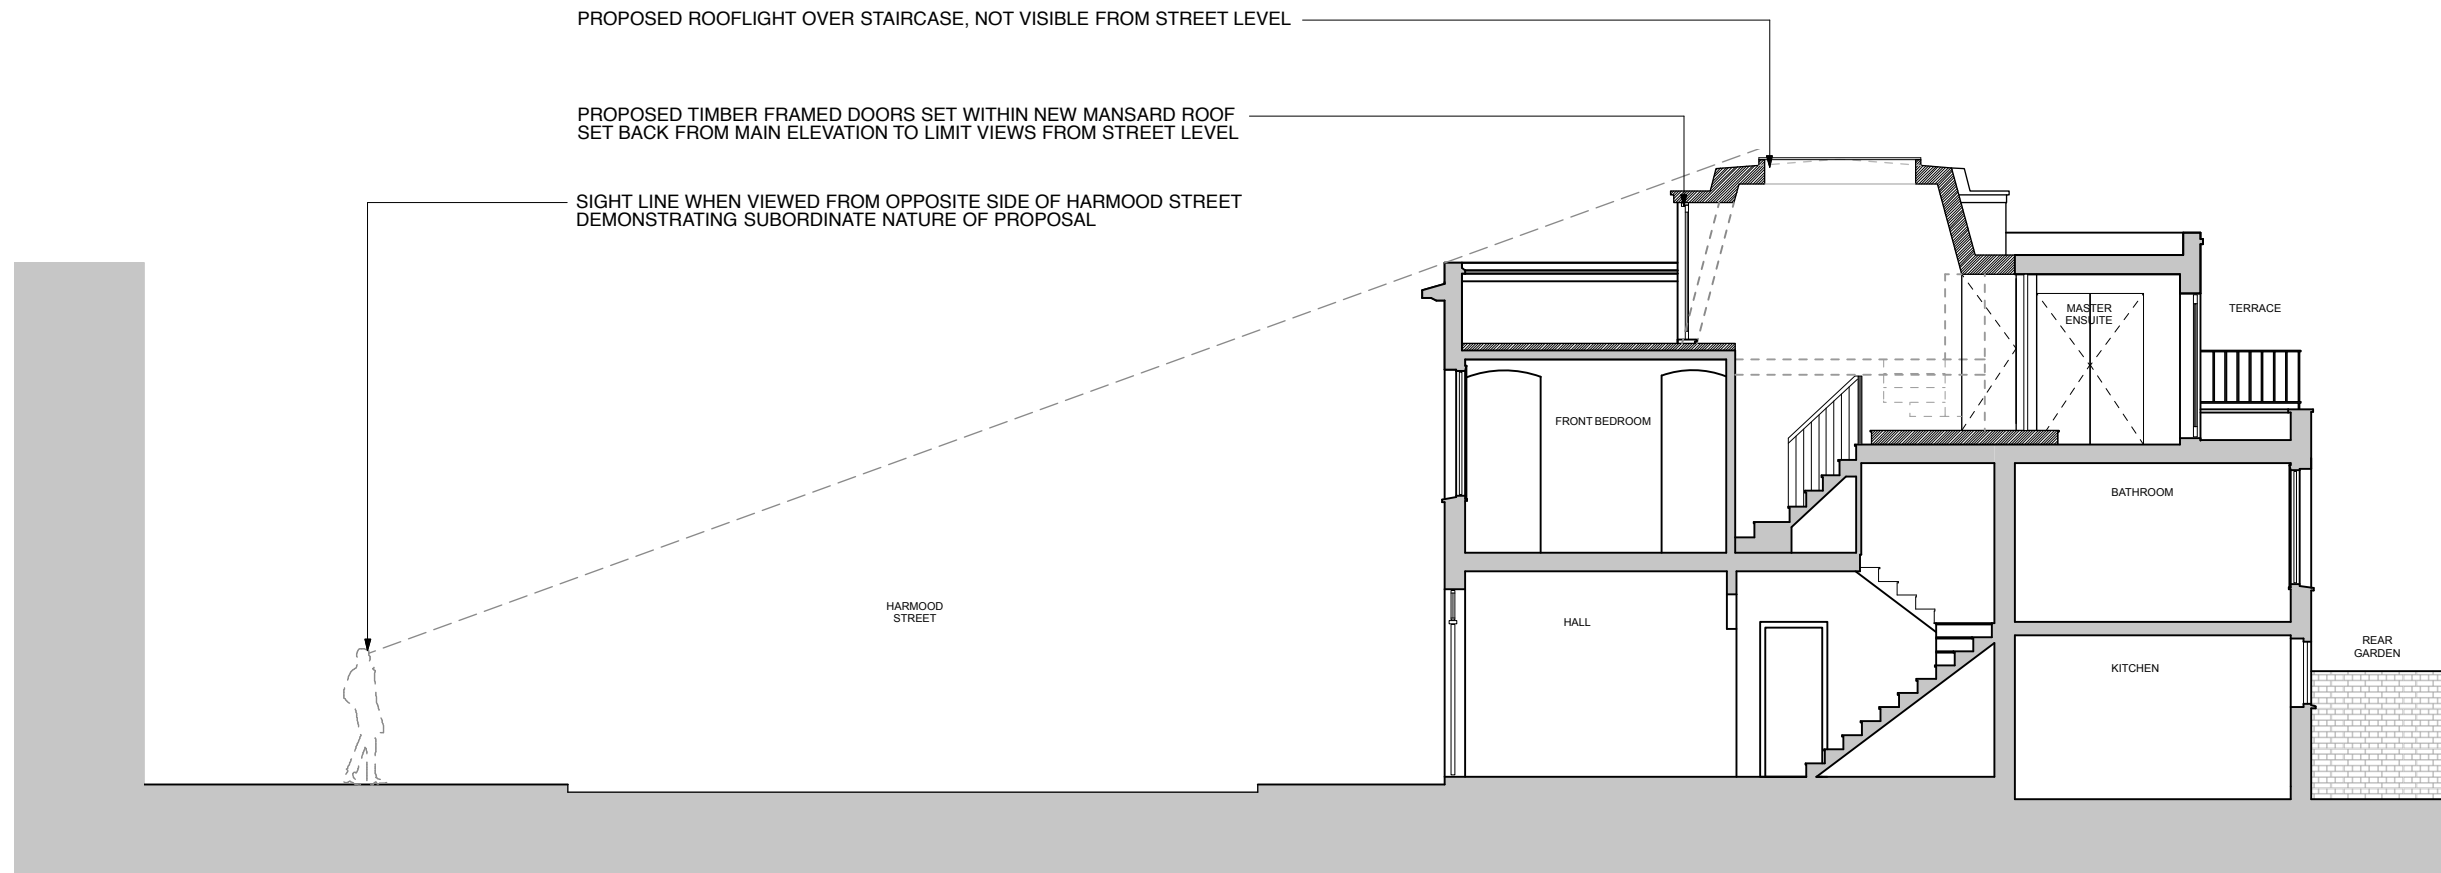 PROPOSED ROOFLIGHT OVER STAIRCASE, NOT VISIBLE FROM STREET LEVEL
PROPOSED TIMBER FRAMED DOORS SET WITHIN NEW MANSARD ROOF
SET BACK FROM MAIN ELEVATION TO LIMIT VIEWS FROM STREET LEVEL
SIGHT LINE WHEN VIEWED FROM OPPOSITE SIDE OF HARMOOD STREET
DEMONSTRATING SUBORDINATE NATURE OF PROPOSAL
MASTER
ENSUITE
TERRACE
FRONT BEDROOM
BATHROOM
HARMOOD
STREET
HALL
REAR
GARDEN
KITCHEN